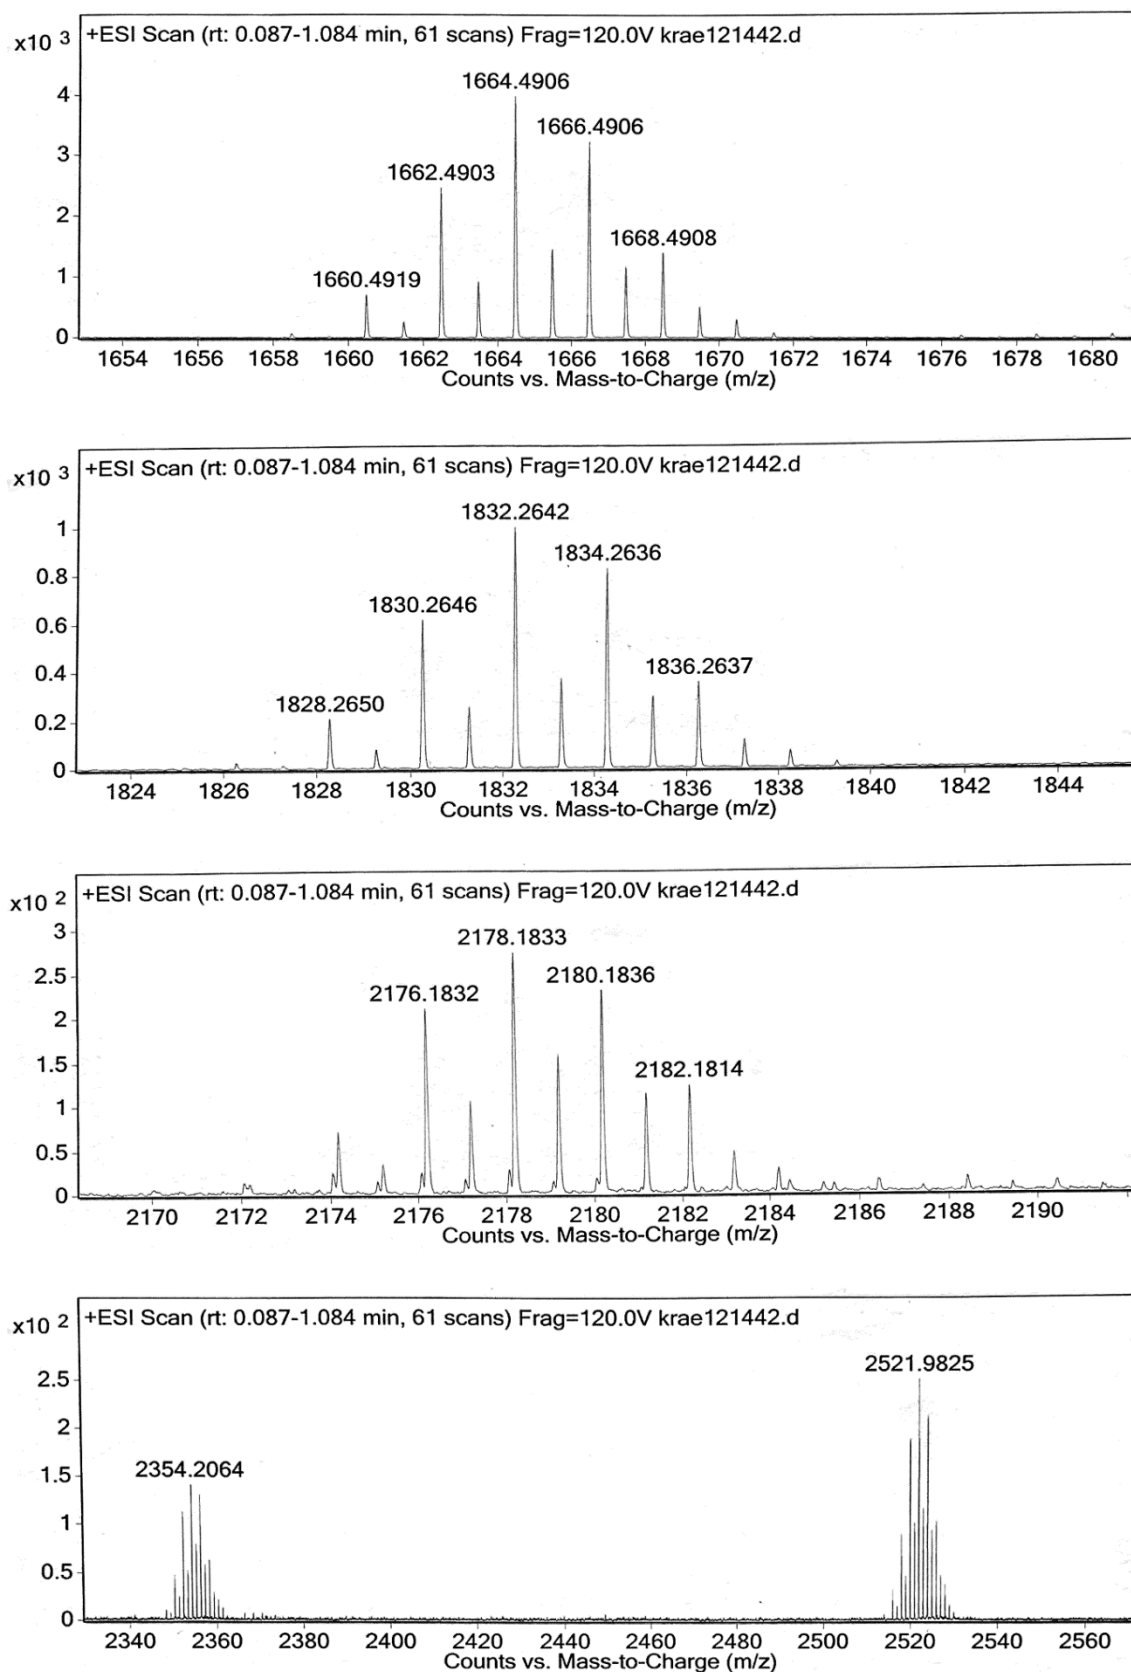 x10 3
+ESI Scan (rt: 0.087-1.084 min, 61 scans) Frag=120.0V krae121442.d
1664.4906
4
1666.4906
3
1662.4903
2
1668.4908
1
1660.4919
0
1654 1656 1658 1660 1662 1664 1666 1668 1670 1672 1674 1676 1678 1680
Counts vs. Mass-to-Charge (m/z)
x10 3
+ESI Scan (rt: 0.087-1.084 min, 61 scans) Frag=120.0V krae121442.d
1832.2642
1
1834.2636
0.8
1830.2646
0.6
1836.2637
0.4
1828.2650
0.2
0
1824 1826 1828 1830 1832 1834 1836 1838 1840 1842 1844
Counts vs. Mass-to-Charge (m/z)
x10 2
+ESI Scan (rt: 0.087-1.084 min, 61 scans) Frag=120.0V krae121442.d
3
2178.1833
2.5
2180.1836
2176.1832
2
1.5
2182.1814
1
0.5
0
2170 2172 2174 2176 2178 2180 2182 2184 2186 2188 2190
Counts vs. Mass-to-Charge (m/z)
x10 2
+ESI Scan (rt: 0.087-1.084 min, 61 scans) Frag=120.0V krae121442.d
2521.9825
2.5
2
2354.2064
1.5
1
0.5
0
2340 2360 2380 2400 2420 2440 2460 2480 2500 2520 2540 2560
Counts vs. Mass-to-Charge (m/z)